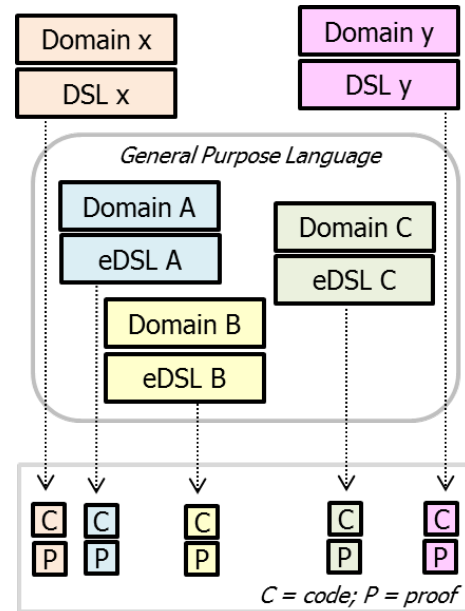 Domain x
DSL x
Domain y
DSL y
General Purpose Language
Domain A
eDSL A
Domain C
eDSL C
Domain B
eDSL B
C
P
C
P
C
P
C
P
C
P
C = code; P = proof